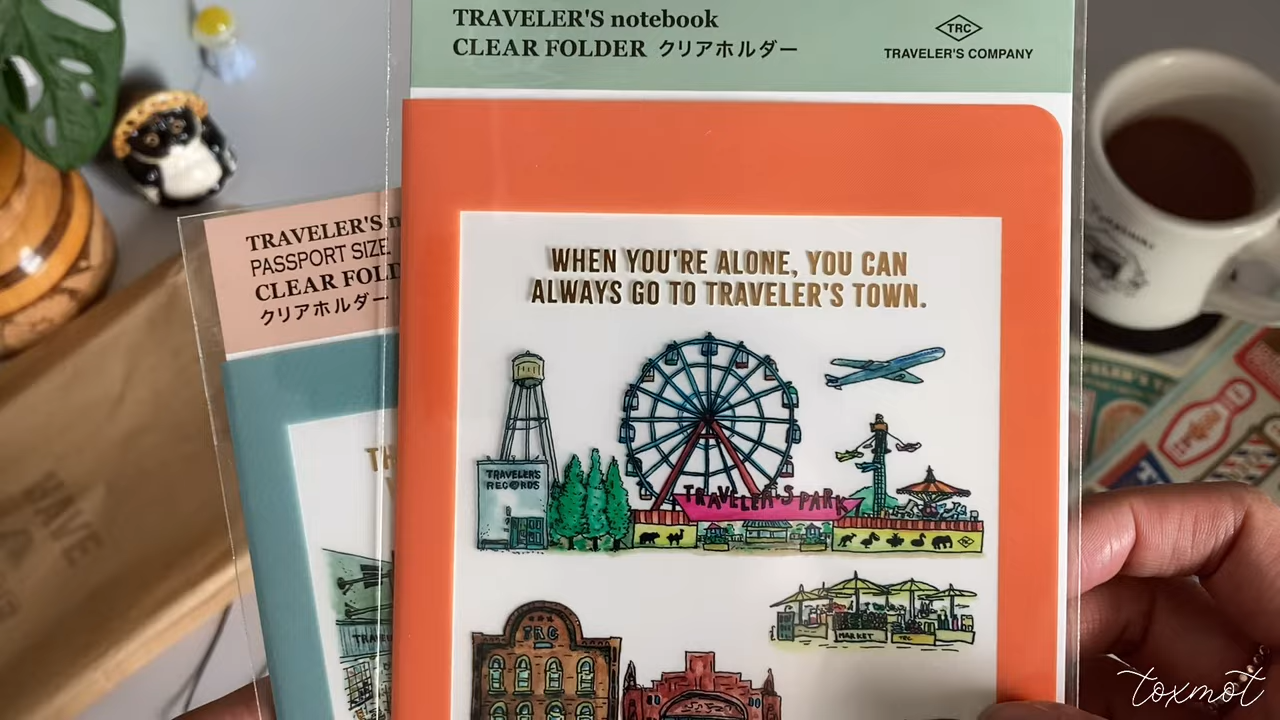 TRAVELER'S notebook
CLEAR FOLDER クリアホルダー
TRC
TRAVELER'S COMPANY
WHEN YOU'RE ALONE, YOU CAN
ALWAYS GO TO TRAVELER'S TOWN.
TRAVELER'S
RECORDS
TRAVELER'S PARK
MARKET TRC
TRC
TRAVELER'S
PASSPORT SIZE
CLEAR FOLD
クリアホルダー
TH
toxmot